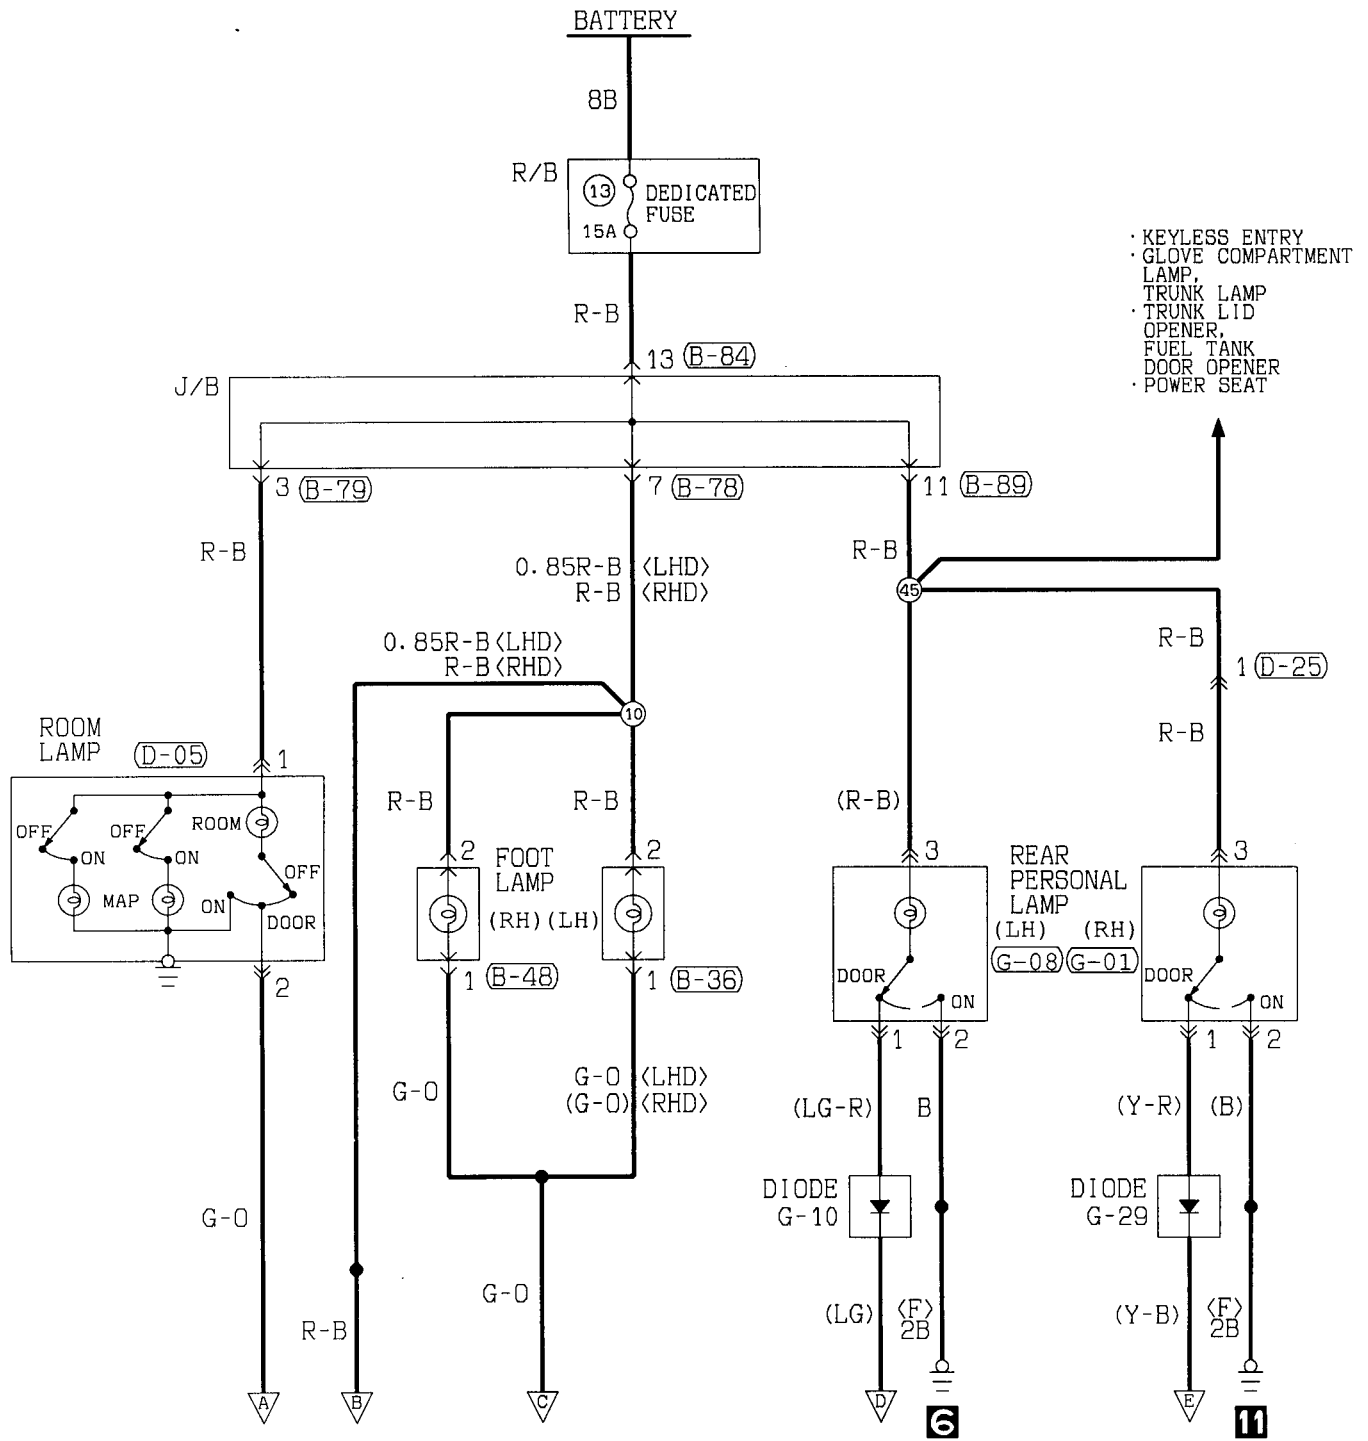 BATTERY
8B
R/B
13
DEDICATED
FUSE
15A
R-B
13 B-84
J/B
3 B-79
7 B-78
11 B-89
· KEYLESS ENTRY
· GLOVE COMPARTMENT
LAMP,
TRUNK LAMP
· TRUNK LID
OPENER,
FUEL TANK
DOOR OPENER
· POWER SEAT
R-B
0.85R-B <LHD>
R-B <RHD>
R-B
45
0.85R-B<LHD>
R-B<RHD>
10
R-B
1 D-25
R-B
ROOM
LAMP
D-05
1
OFF
ON
OFF
ON
ROOM
OFF
MAP
ON
DOOR
2
R-B
R-B
2
2
FOOT
LAMP
(RH)
(LH)
1 B-48
1 B-36
(R-B)
3
3
REAR
PERSONAL
LAMP
(LH)
(RH)
G-08
G-01
DOOR
ON
DOOR
ON
1
2
1
2
G-O
G-O <LHD>
(G-O) <RHD>
(LG-R)
B
(Y-R)
(B)
DIODE
G-10
DIODE
G-29
G-O
G-O
R-B
(LG)
<F>
2B
(Y-B)
<F>
2B
A
B
C
D
6
E
11